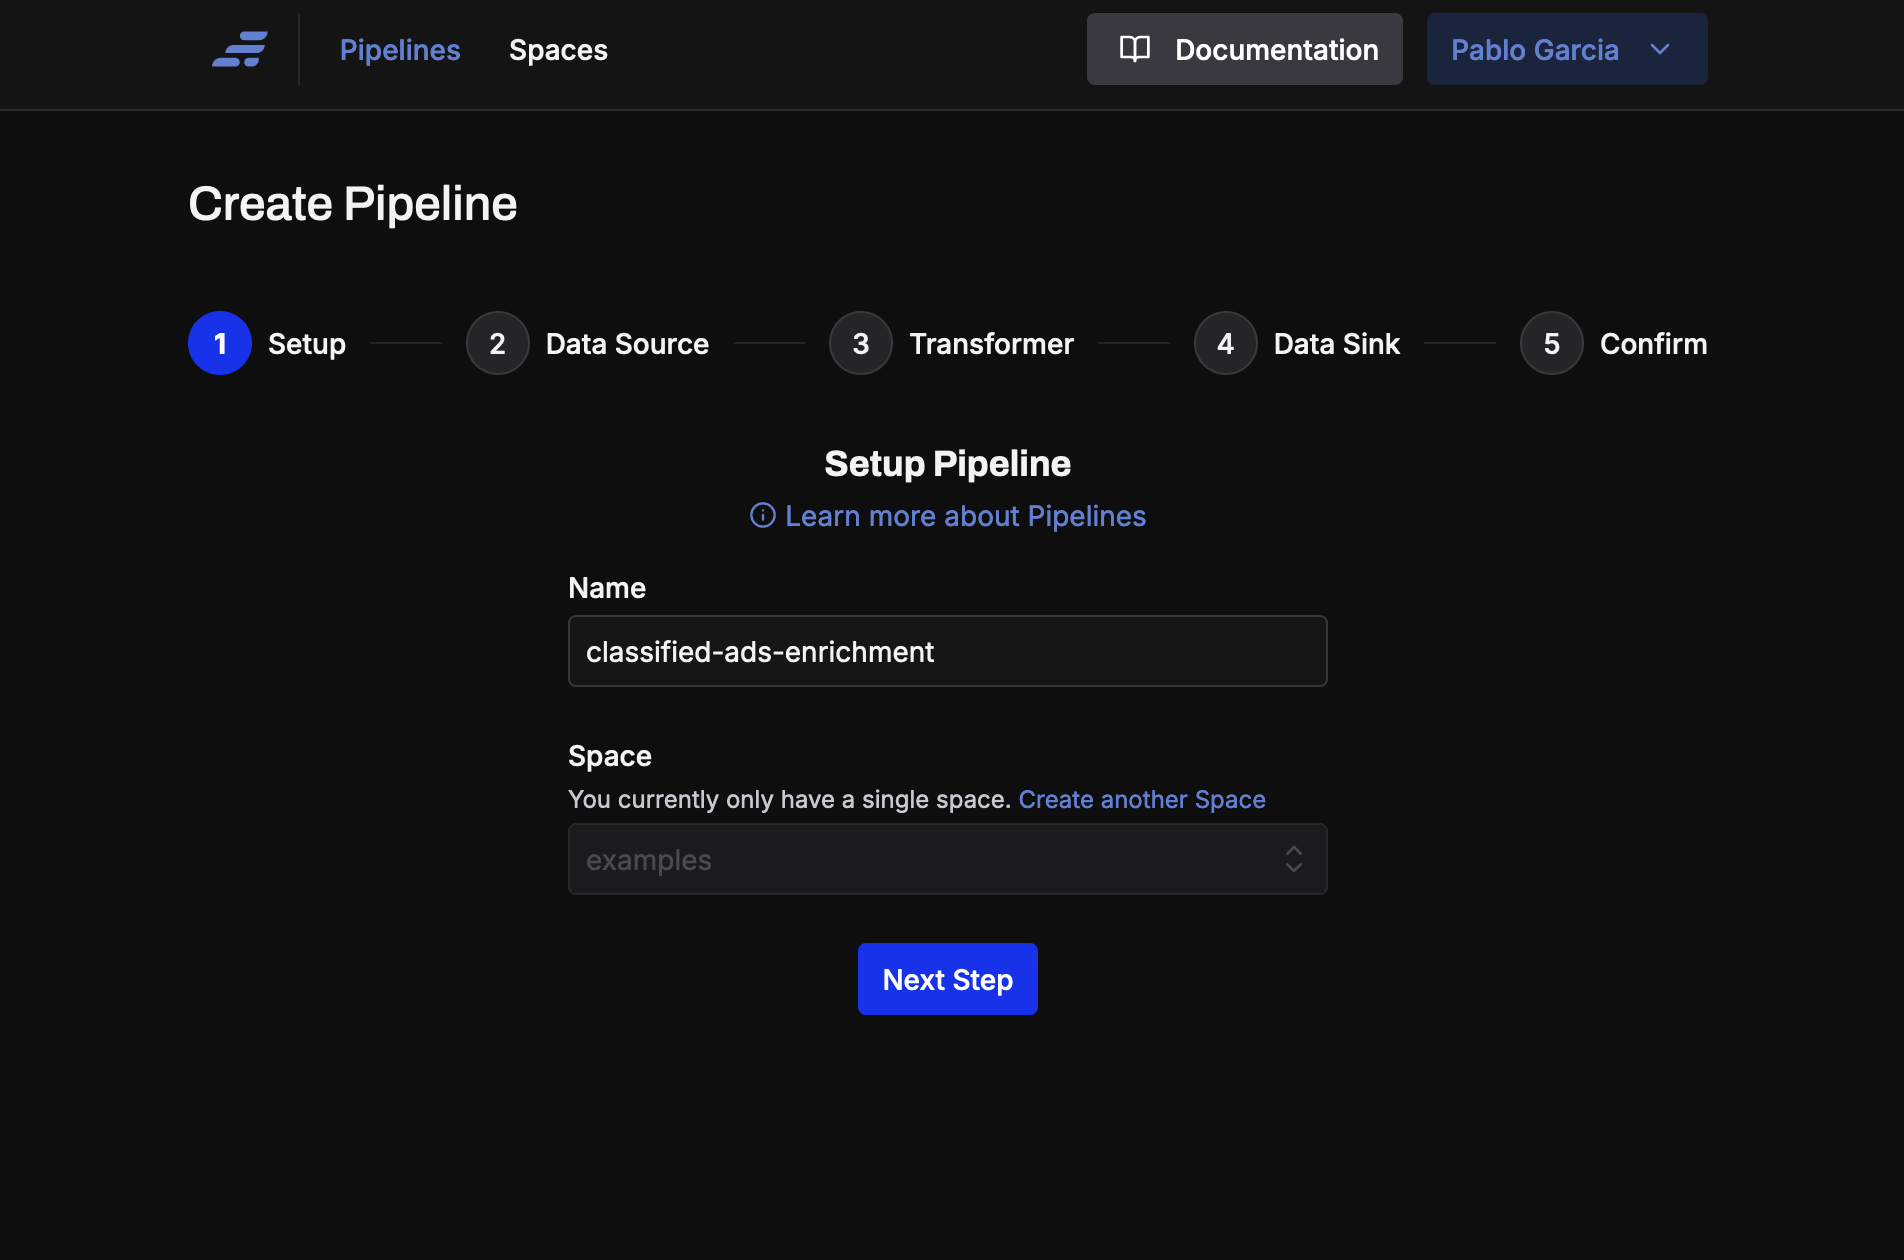 Pipelines Spaces Documentation Pablo Garcia
Create Pipeline
1 Setup 2 Data Source 3 Transformer 4 Data Sink 5 Confirm
Setup Pipeline
Learn more about Pipelines
Name
classified-ads-enrichment
Space
You currently only have a single space. Create another Space
examples
Next Step